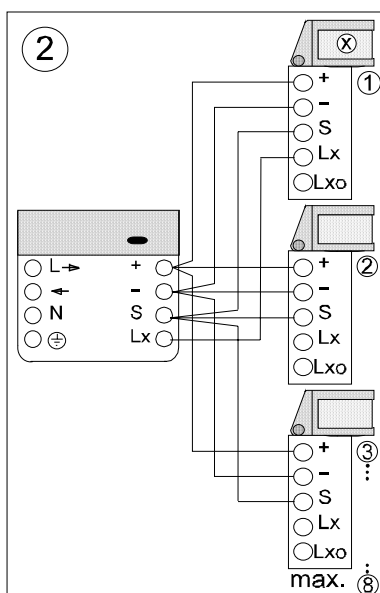 2
X
+ 1
-
S
Lx
Lxo
L→ +
← -
N S
⏚ Lx
+ 2
-
S
Lx
Lxo
+ 3
- ⋮
S
Lx
Lxo ⋮
max. 8